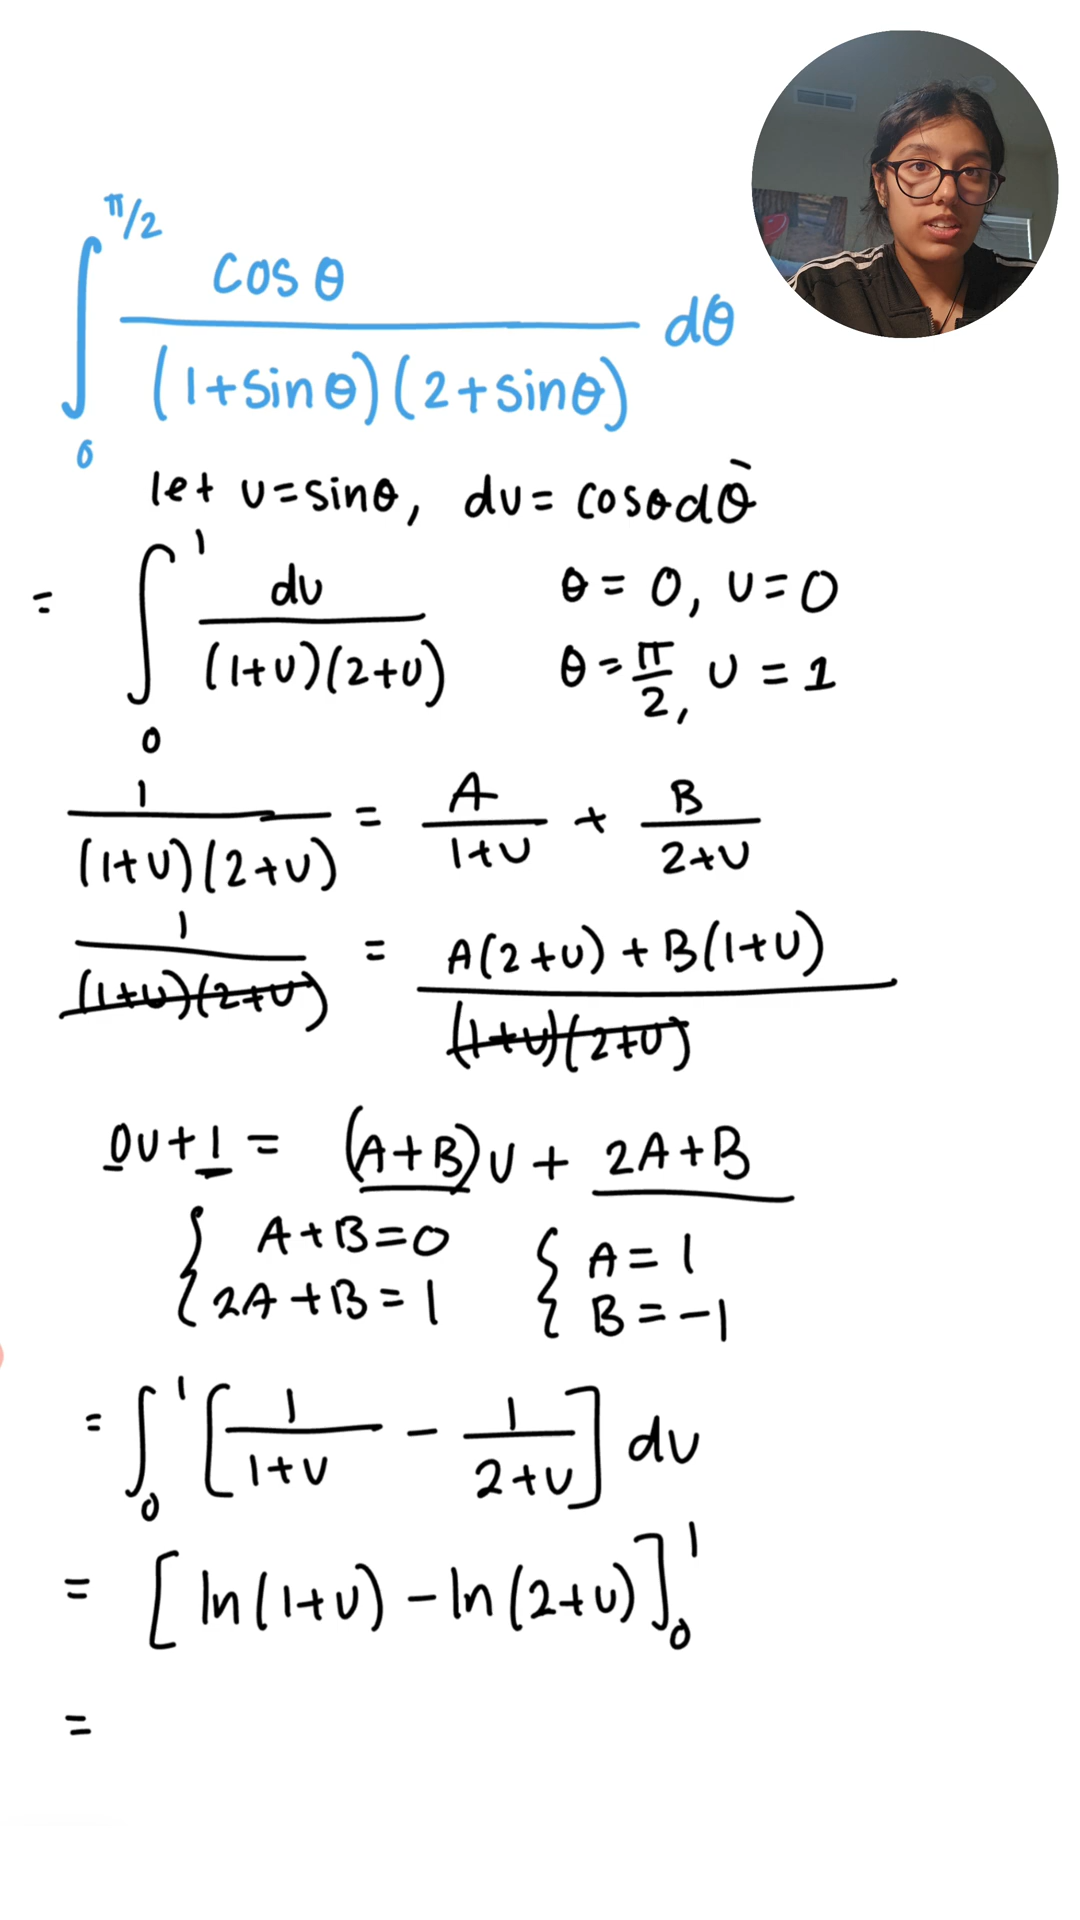 ∫₀^{π/2} cos θ / (1+sin θ)(2+sinθ) dθ
let u=sinθ, du= cosθdθ
= ∫₀¹ du / (1+u)(2+u)
θ= 0, u=0
θ=π/2, u = 1
1 / (1+u)(2+u) = A / 1+u + B / 2+u
1 / (1+u)(2+u) = A(2+u)+B(1+u) / (1+u)(2+u)
0u+1= (A+B)u+ 2A+B
{ A+B=0
2A+B=1
{ A= 1
B=-1
= ∫₀¹ [1 / 1+u - 1 / 2+u] du
= [ln(1+u) - ln(2+u)]₀¹
=